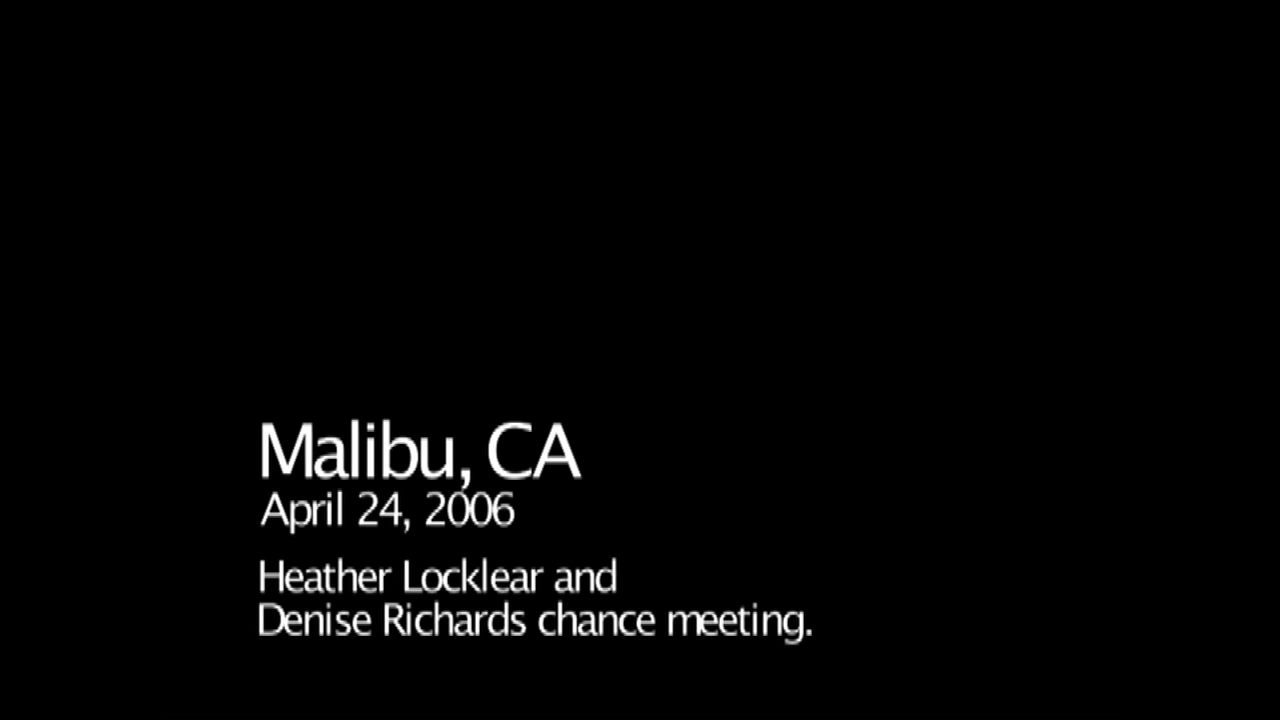 Malibu, CA
April 24, 2006
Heather Locklear and
Denise Richards chance meeting.